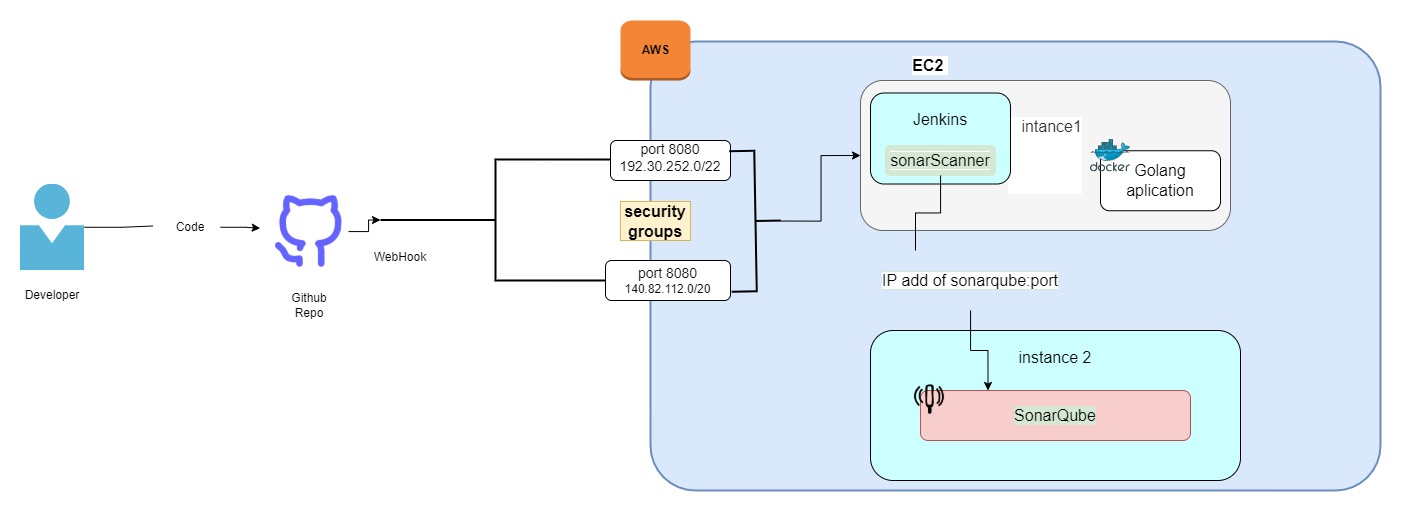 AWS
EC2
Jenkins
sonarScanner
intance1
docker
Golang
aplication
port 8080
192.30.252.0/22
security
groups
port 8080
140.82.112.0/20
Code
WebHook
Developer
Github
Repo
IP add of sonarqube:port
instance 2
SonarQube